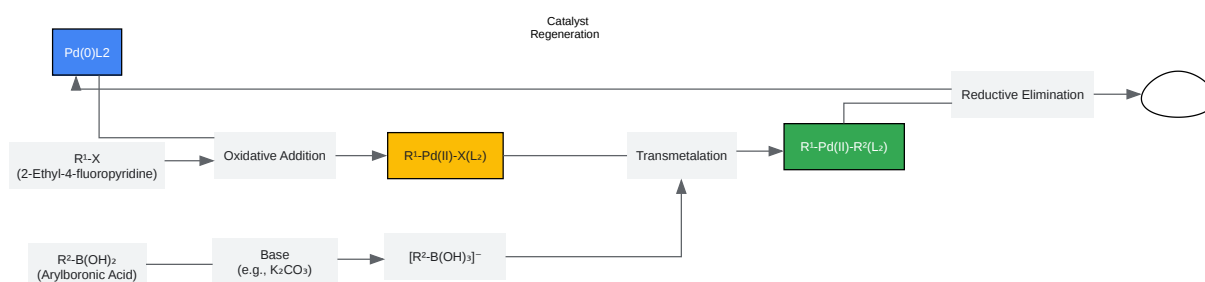 Catalyst
Regeneration
Pd(0)L2
Reductive Elimination
R¹-X
(2-Ethyl-4-fluoropyridine)
Oxidative Addition
R¹-Pd(II)-X(L₂)
Transmetalation
R¹-Pd(II)-R²(L₂)
R²-B(OH)₂
(Arylboronic Acid)
Base
(e.g., K₂CO₃)
[R²-B(OH)₃]⁻